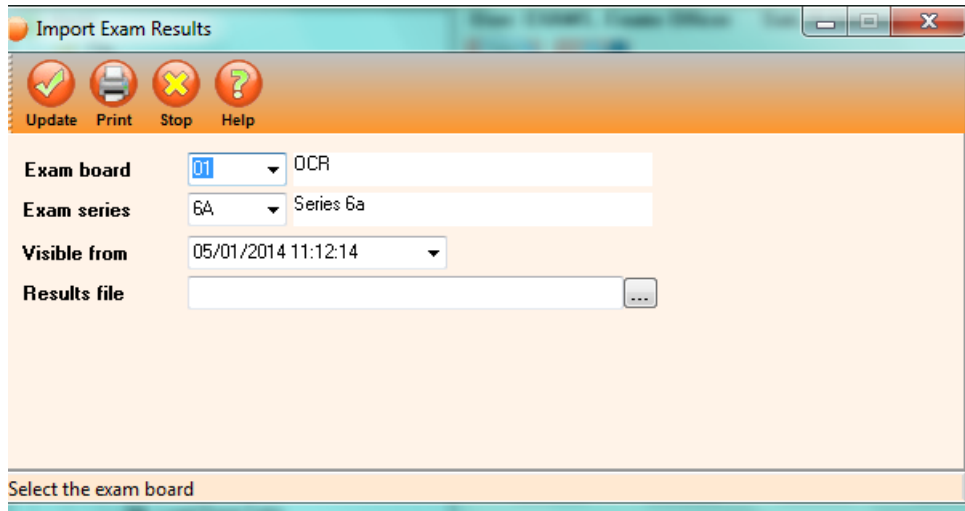 Import Exam Results
Update Print Stop Help
Exam board 01 OCR
Exam series 6A Series 6a
Visible from 05/01/2014 11:12:14
Results file ...
Select the exam board